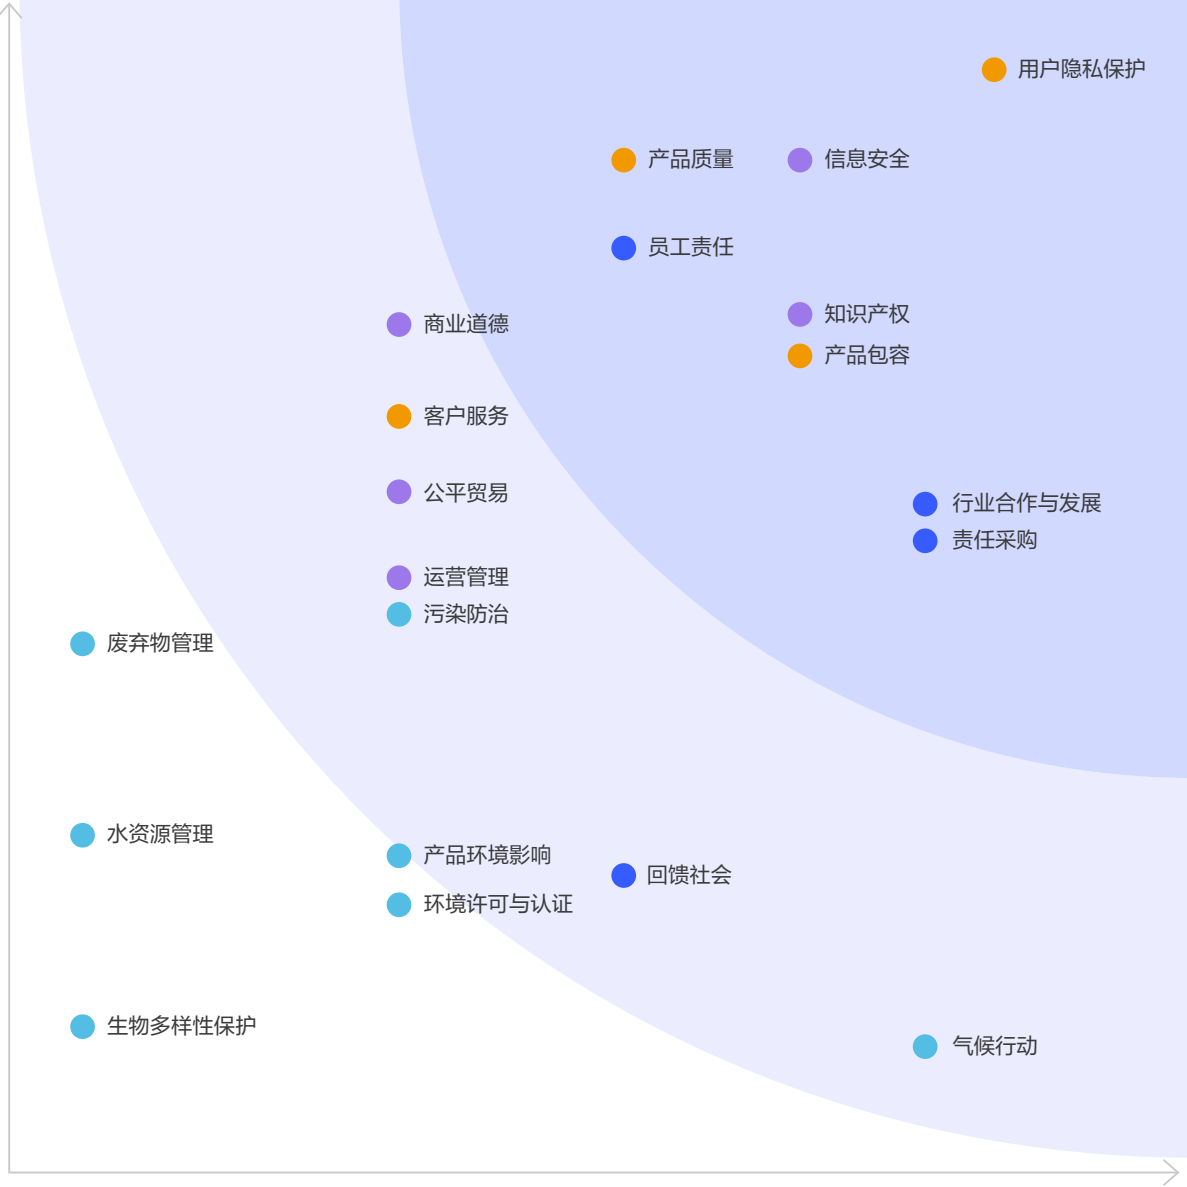 用户隐私保护
产品质量
信息安全
员工责任
知识产权
商业道德
产品包容
客户服务
公平贸易
行业合作与发展
责任采购
运营管理
污染防治
废弃物管理
水资源管理
产品环境影响
回馈社会
环境许可与认证
生物多样性保护
气候行动